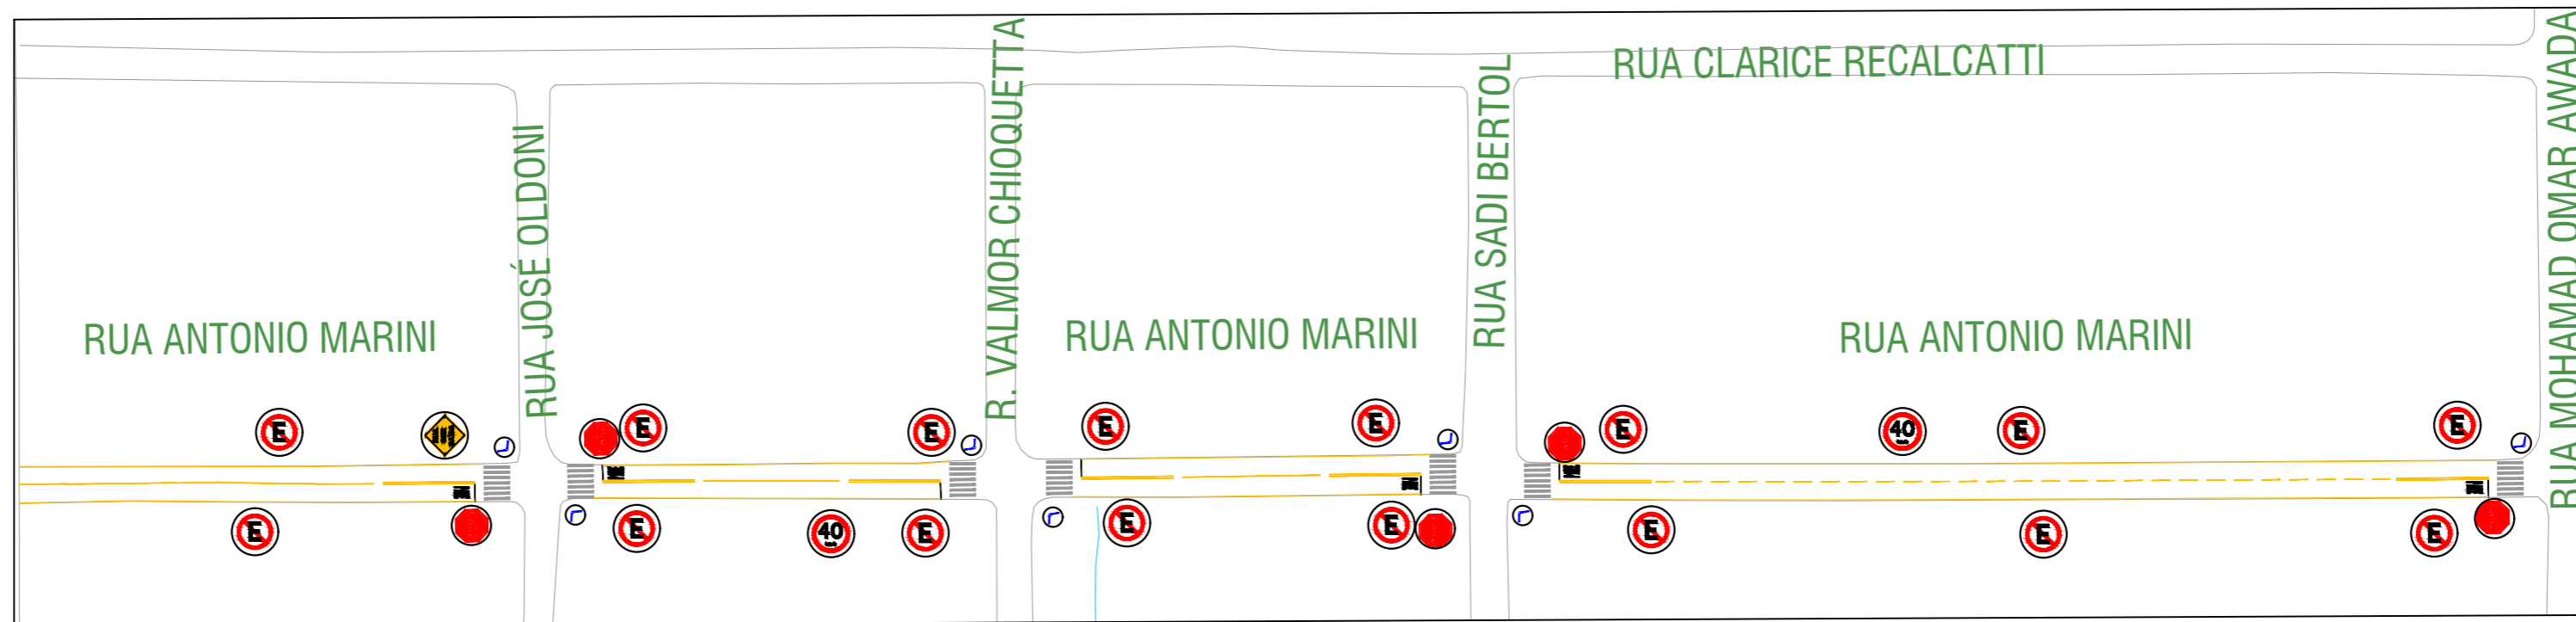 RUA CLARICE RECALCATTI
RUA JOSÉ OLDONI
R. VALMOR CHIOQUETTA
RUA SADI BERTOL
RUA MOHAMAD OMAR AWADA
RUA ANTONIO MARINI
RUA ANTONIO MARINI
RUA ANTONIO MARINI
E
E
E
E
E
E
40
E
E
E
E
40
E
E
E
E
E
E